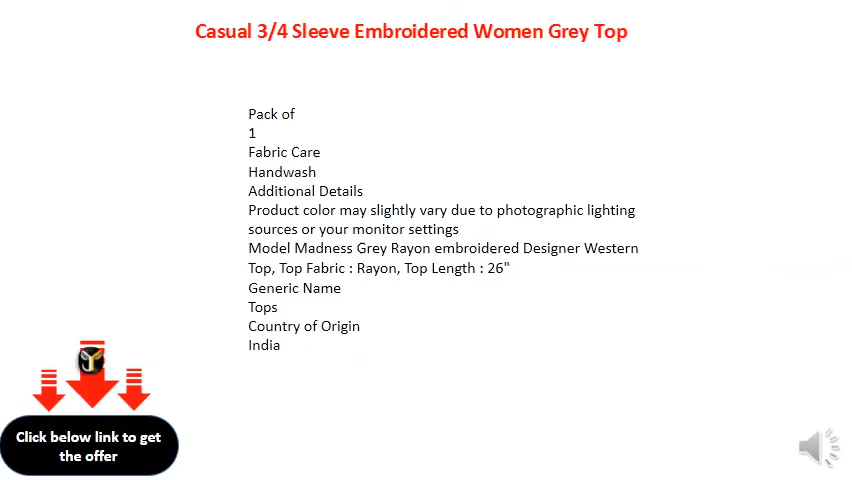 Casual 3/4 Sleeve Embroidered Women Grey Top
Pack of
1
Fabric Care
Handwash
Additional Details
Product color may slightly vary due to photographic lighting
sources or your monitor settings
Model Madness Grey Rayon embroidered Designer Western
Top, Top Fabric : Rayon, Top Length : 26"
Generic Name
Tops
Country of Origin
India
Click below link to get
the offer